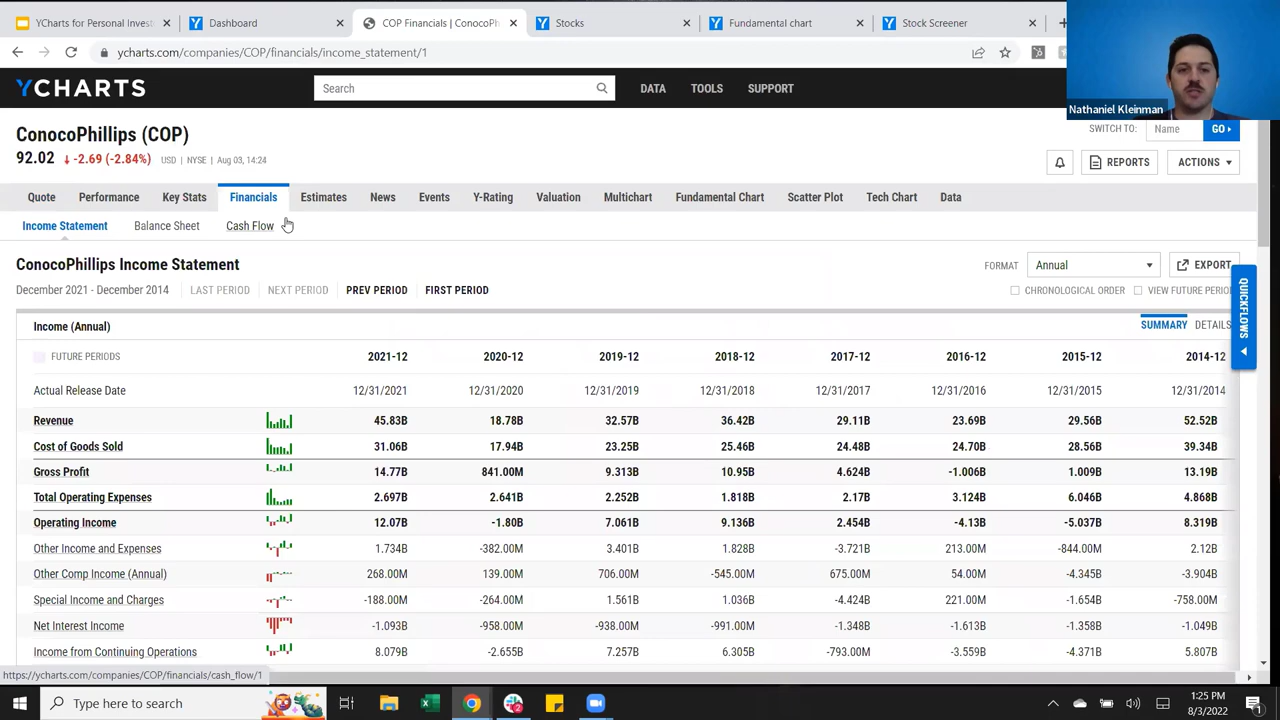 YCharts for Personal Invest
Dashboard
COP Financials | ConocoPh
Stocks
Fundamental chart
Stock Screener
ycharts.com/companies/COP/financials/income_statement/1
YCHARTS
Search
DATA
TOOLS
SUPPORT
Nathaniel Kleinman
ConocoPhillips (COP)
SWITCH TO:
Name
GO
92.02 ↓ -2.69 (-2.84%) USD | NYSE | Aug 03, 14:24
REPORTS
ACTIONS
Quote Performance Key Stats Financials Estimates News Events Y-Rating Valuation Multichart Fundamental Chart Scatter Plot Tech Chart Data
Income Statement Balance Sheet Cash Flow
ConocoPhillips Income Statement
FORMAT Annual EXPORT
December 2021 - December 2014 LAST PERIOD NEXT PERIOD PREV PERIOD FIRST PERIOD
CHRONOLOGICAL ORDER VIEW FUTURE PERIO
QUICKFLOWS
Income (Annual)
SUMMARY DETAILS
FUTURE PERIODS 2021-12 2020-12 2019-12 2018-12 2017-12 2016-12 2015-12 2014-12
Actual Release Date 12/31/2021 12/31/2020 12/31/2019 12/31/2018 12/31/2017 12/31/2016 12/31/2015 12/31/2014
Revenue 45.83B 18.78B 32.57B 36.42B 29.11B 23.69B 29.56B 52.52B
Cost of Goods Sold 31.06B 17.94B 23.25B 25.46B 24.48B 24.70B 28.56B 39.34B
Gross Profit 14.77B 841.00M 9.313B 10.95B 4.624B -1.006B 1.009B 13.19B
Total Operating Expenses 2.697B 2.641B 2.252B 1.818B 2.17B 3.124B 6.046B 4.868B
Operating Income 12.07B -1.80B 7.061B 9.136B 2.454B -4.13B -5.037B 8.319B
Other Income and Expenses 1.734B -382.00M 3.401B 1.828B -3.721B 213.00M -844.00M 2.12B
Other Comp Income (Annual) 268.00M 139.00M 706.00M -545.00M 675.00M 54.00M -4.345B -3.904B
Special Income and Charges -188.00M -264.00M 1.561B 1.036B -4.424B 221.00M -1.654B -758.00M
Net Interest Income -1.093B -958.00M -938.00M -991.00M -1.348B -1.613B -1.358B -1.049B
Income from Continuing Operations 8.079B -2.655B 7.257B 6.305B -793.00M -3.559B -4.371B 5.807B
https://ycharts.com/companies/COP/financials/cash_flow/1
Type here to search
1:25 PM
8/3/2022
1